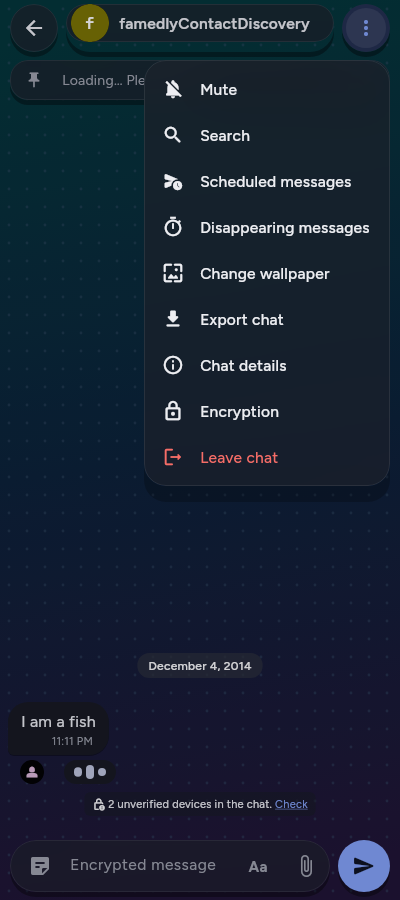 f
famedlyContactDiscovery
Loading... Ple
Mute
Search
Scheduled messages
Disappearing messages
Change wallpaper
Export chat
Chat details
Encryption
Leave chat
December 4, 2014
I am a fish
11:11 PM
2 unverified devices in the chat. Check
Encrypted message
Aa